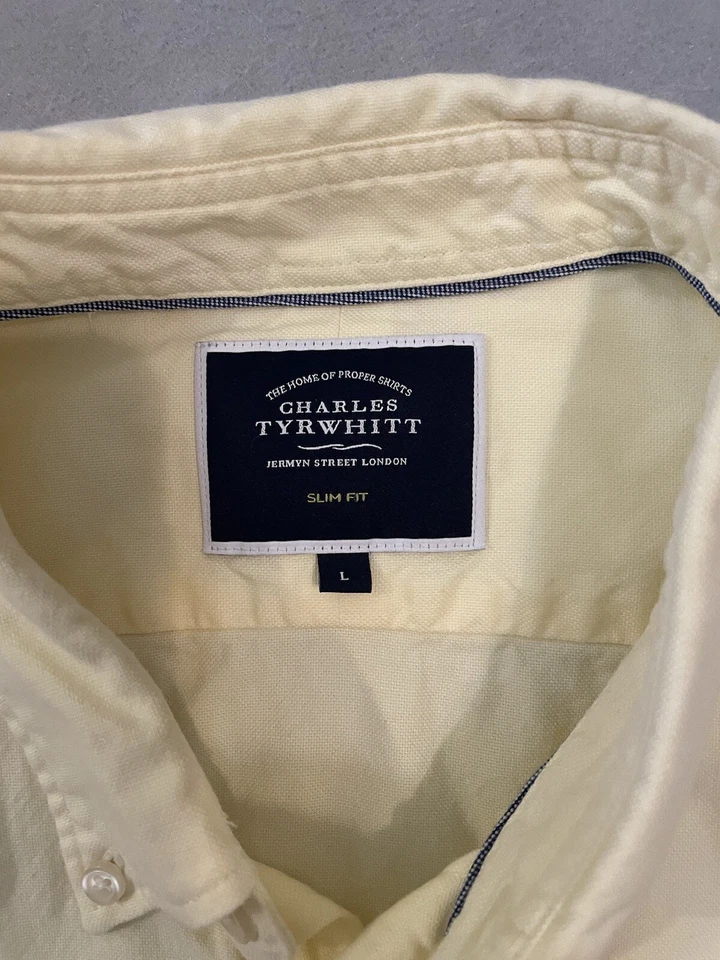 THE HOME OF PROPER SHIRTS
CHARLES
TYRWHITT
JERMYN STREET LONDON
SLIM FIT
L